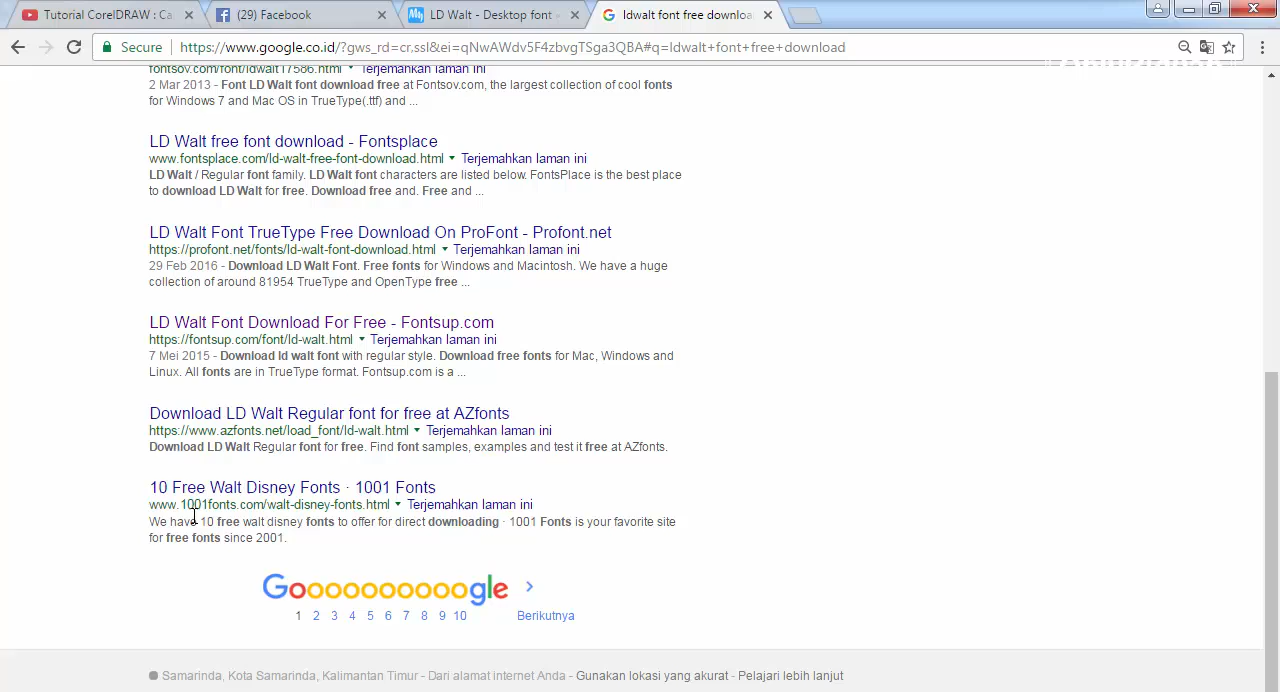 Tutorial CorelDRAW : Ca
(29) Facebook
LD Walt - Desktop font
ldwalt font free downloa
Secure
https://www.google.co.id/?gws_rd=cr,ssl&ei=qNwAWdv5F4zbvgTSga3QBA#q=ldwalt+font+free+download
fontsov.com/font/ldwalt17586.html Terjemahkan laman ini
2 Mar 2013 - Font LD Walt font download free at Fontsov.com, the largest collection of cool fonts
for Windows 7 and Mac OS in TrueType(.ttf) and ...
LD Walt free font download - Fontsplace
www.fontsplace.com/ld-walt-free-font-download.html Terjemahkan laman ini
LD Walt / Regular font family. LD Walt font characters are listed below. FontsPlace is the best place
to download LD Walt for free. Download free and. Free and ...
LD Walt Font TrueType Free Download On ProFont - Profont.net
https://profont.net/fonts/ld-walt-font-download.html Terjemahkan laman ini
29 Feb 2016 - Download LD Walt Font. Free fonts for Windows and Macintosh. We have a huge
collection of around 81954 TrueType and OpenType free ...
LD Walt Font Download For Free - Fontsup.com
https://fontsup.com/font/ld-walt.html Terjemahkan laman ini
7 Mei 2015 - Download ld walt font with regular style. Download free fonts for Mac, Windows and
Linux. All fonts are in TrueType format. Fontsup.com is a ...
Download LD Walt Regular font for free at AZfonts
https://www.azfonts.net/load_font/ld-walt.html Terjemahkan laman ini
Download LD Walt Regular font for free. Find font samples, examples and test it free at AZfonts.
10 Free Walt Disney Fonts · 1001 Fonts
www.1001fonts.com/walt-disney-fonts.html Terjemahkan laman ini
We have 10 free walt disney fonts to offer for direct downloading · 1001 Fonts is your favorite site
for free fonts since 2001.
Goooooooooogle
1 2 3 4 5 6 7 8 9 10 Berikutnya
Samarinda, Kota Samarinda, Kalimantan Timur - Dari alamat internet Anda - Gunakan lokasi yang akurat - Pelajari lebih lanjut